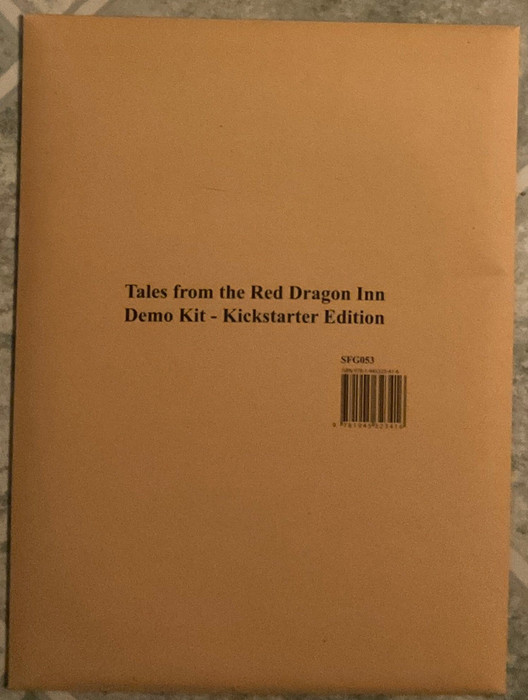 Tales from the Red Dragon Inn
Demo Kit - Kickstarter Edition
SFG053